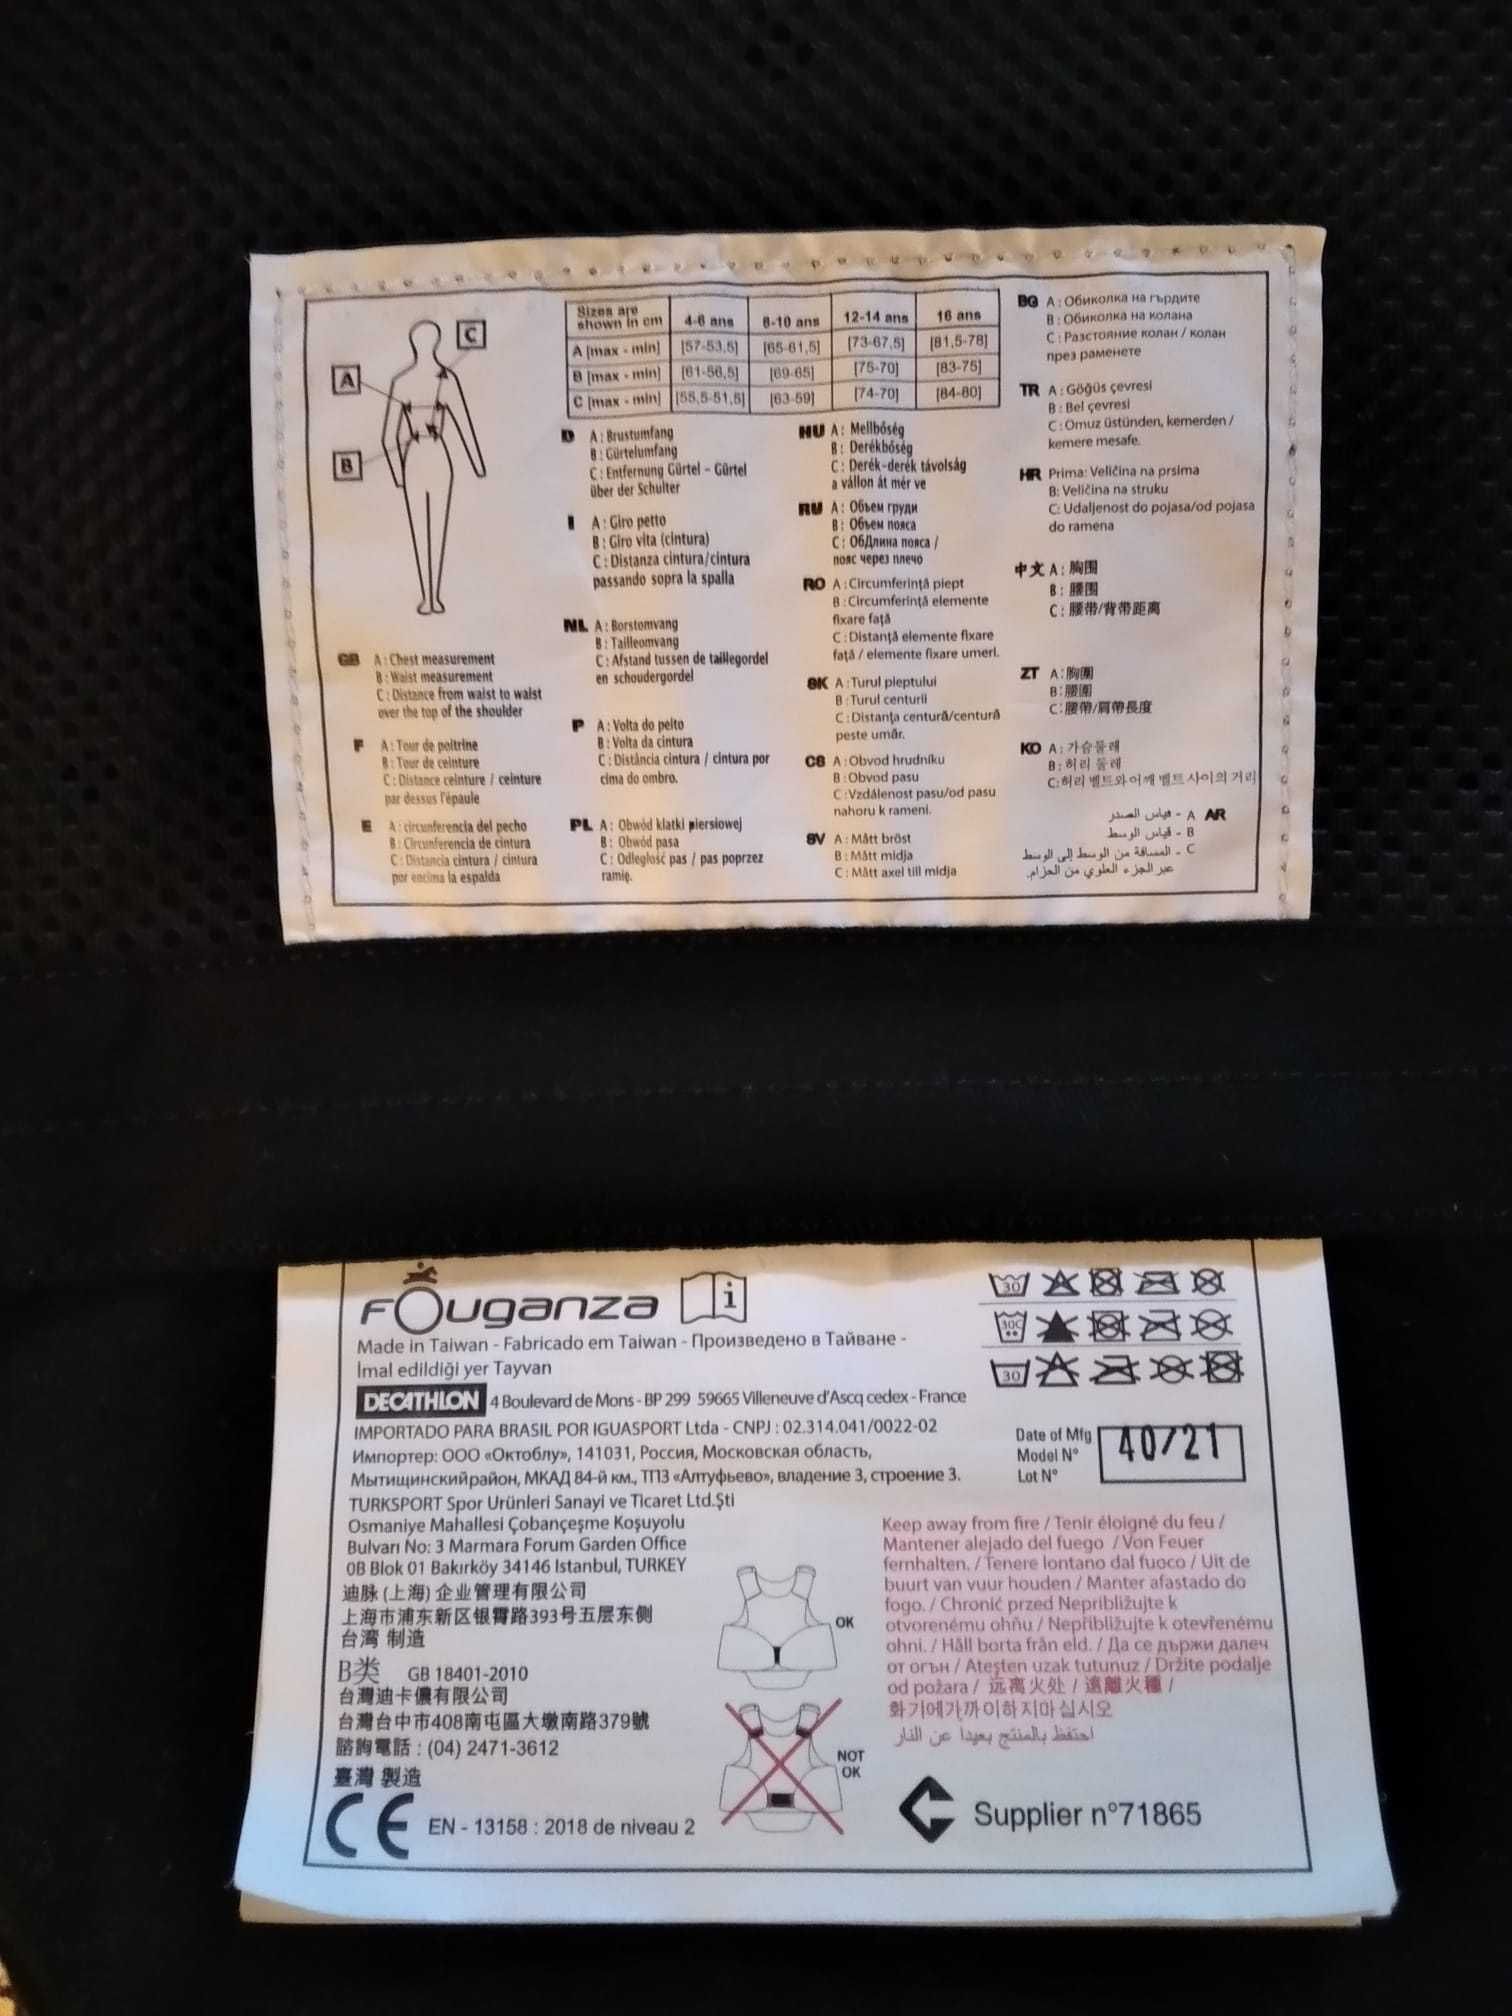 A
B
C
Sizes are shown in cm 4-6 ans 8-10 ans 12-14 ans 16 ans
A [max - min] [57-53,5] [65-61,5] [73-67,5] [81,5-78]
B [max - min] [61-56,5] [69-65] [75-70] [83-75]
C [max - min] [55,5-51,5] [63-59] [74-70] [84-80]
GB A : Chest measurement
B : Waist measurement
C : Distance from waist to waist
over the top of the shoulder
F A : Tour de poitrine
B : Tour de ceinture
C : Distance ceinture / ceinture
par dessus l'épaule
E A : circunferencia del pecho
B : Circunferencia de cintura
C : Distancia cintura / cintura
por encima la espalda
D A : Brustumfang
B : Gürtelumfang
C : Entfernung Gürtel - Gürtel
über der Schulter
I A : Giro petto
B : Giro vita (cintura)
C : Distanza cintura/cintura
passando sopra la spalla
NL A : Borstomvang
B : Tailleomvang
C : Afstand tussen de taillegordel
en schoudergordel
P A : Volta do peito
B : Volta da cintura
C : Distância cintura / cintura por
cima do ombro.
PL A : Obwód klatki piersiowej
B : Obwód pasa
C : Odległość pas / pas poprzez
ramię.
HU A : Mellbőség
B : Derékbőség
C : Derék-derék távolság
a vállon át mér ve
RU A : Объем груди
B : Объем пояса
C : ОбДлина пояса /
пояс через плечо
RO A : Circumferință piept
B : Circumferință elemente
fixare față
C : Distanță elemente fixare
față / elemente fixare umeri.
SK A : Turul pieptului
B : Turul centurii
C : Distanţa centură/centură
peste umăr.
CS A : Obvod hrudníku
B : Obvod pasu
C : Vzdálenost pasu/od pasu
nahoru k rameni.
SV A : Mått bröst
B : Mått midja
C : Mått axel till midja
BG A : Обиколка на гърдите
B : Обиколка на колана
C : Разстояние колан / колан
през раменете
TR A : Göğüs çevresi
B : Bel çevresi
C : Omuz üstünden, kemerden /
kemere mesafe.
HR Prima: Veličina na prsima
B: Veličina na struku
C: Udaljenost do pojasa/od pojasa
do ramena
中文 A : 胸围
B : 腰围
C : 腰带/背带距离
ZT A : 胸圍
B : 腰圍
C : 腰帶/肩帶長度
KO A : 가슴둘레
B : 허리 둘레
C: 허리 벨트와 어깨 벨트 사이의 거리
AR A - قياس الصدر
B - قياس الوسط
C - المسافة من الوسط إلى الوسط
عبر الجزء العلوي من الحزام.
FOuganza i
Made in Taiwan - Fabricado em Taiwan - Произведено в Тайване -
İmal edildiği yer Tayvan
DECATHLON 4 Boulevard de Mons - BP 299 59665 Villeneuve d'Ascq cedex - France
IMPORTADO PARA BRASIL POR IGUASPORT Ltda - CNPJ : 02.314.041/0022-02
Импортер: ООО «Октоблу», 141031, Россия, Московская область,
Мытищинскийрайон, МКАД 84-й км., ТПЗ «Алтуфьево», владение 3, строение 3.
TURKSPORT Spor Urünleri Sanayi ve Ticaret Ltd.Şti
Osmaniye Mahallesi Çobançeşme Koşuyolu
Bulvarı No: 3 Marmara Forum Garden Office
0B Blok 01 Bakırköy 34146 Istanbul, TURKEY
迪脉 (上海) 企业管理有限公司
上海市浦东新区银霄路393号五层东侧
台湾 制造
B类 GB 18401-2010
台灣迪卡儂有限公司
台灣台中市408南屯區大墩南路379號
諮詢電話 : (04) 2471-3612
臺灣 製造
CE EN - 13158 : 2018 de niveau 2
30
30C
30
Date of Mfg
Model N°
Lot N°
40/21
Keep away from fire / Tenir éloigné du feu /
Mantener alejado del fuego / Von Feuer
fernhalten. / Tenere lontano dal fuoco / Uit de
buurt van vuur houden / Manter afastado do
fogo. / Chronić przed Nepribližujte k
otvorenému ohňu / Nepřibližujte k otevřenému
ohni. / Håll borta från eld. / Да се държи далеч
от огън / Ateşten uzak tutunuz / Držite podalje
od požara / 远离火处 / 遠離火種 /
화기에가까이하지마십시오
احتفظ بالمنتج بعيدا عن النار
OK
NOT
OK
Supplier n°71865